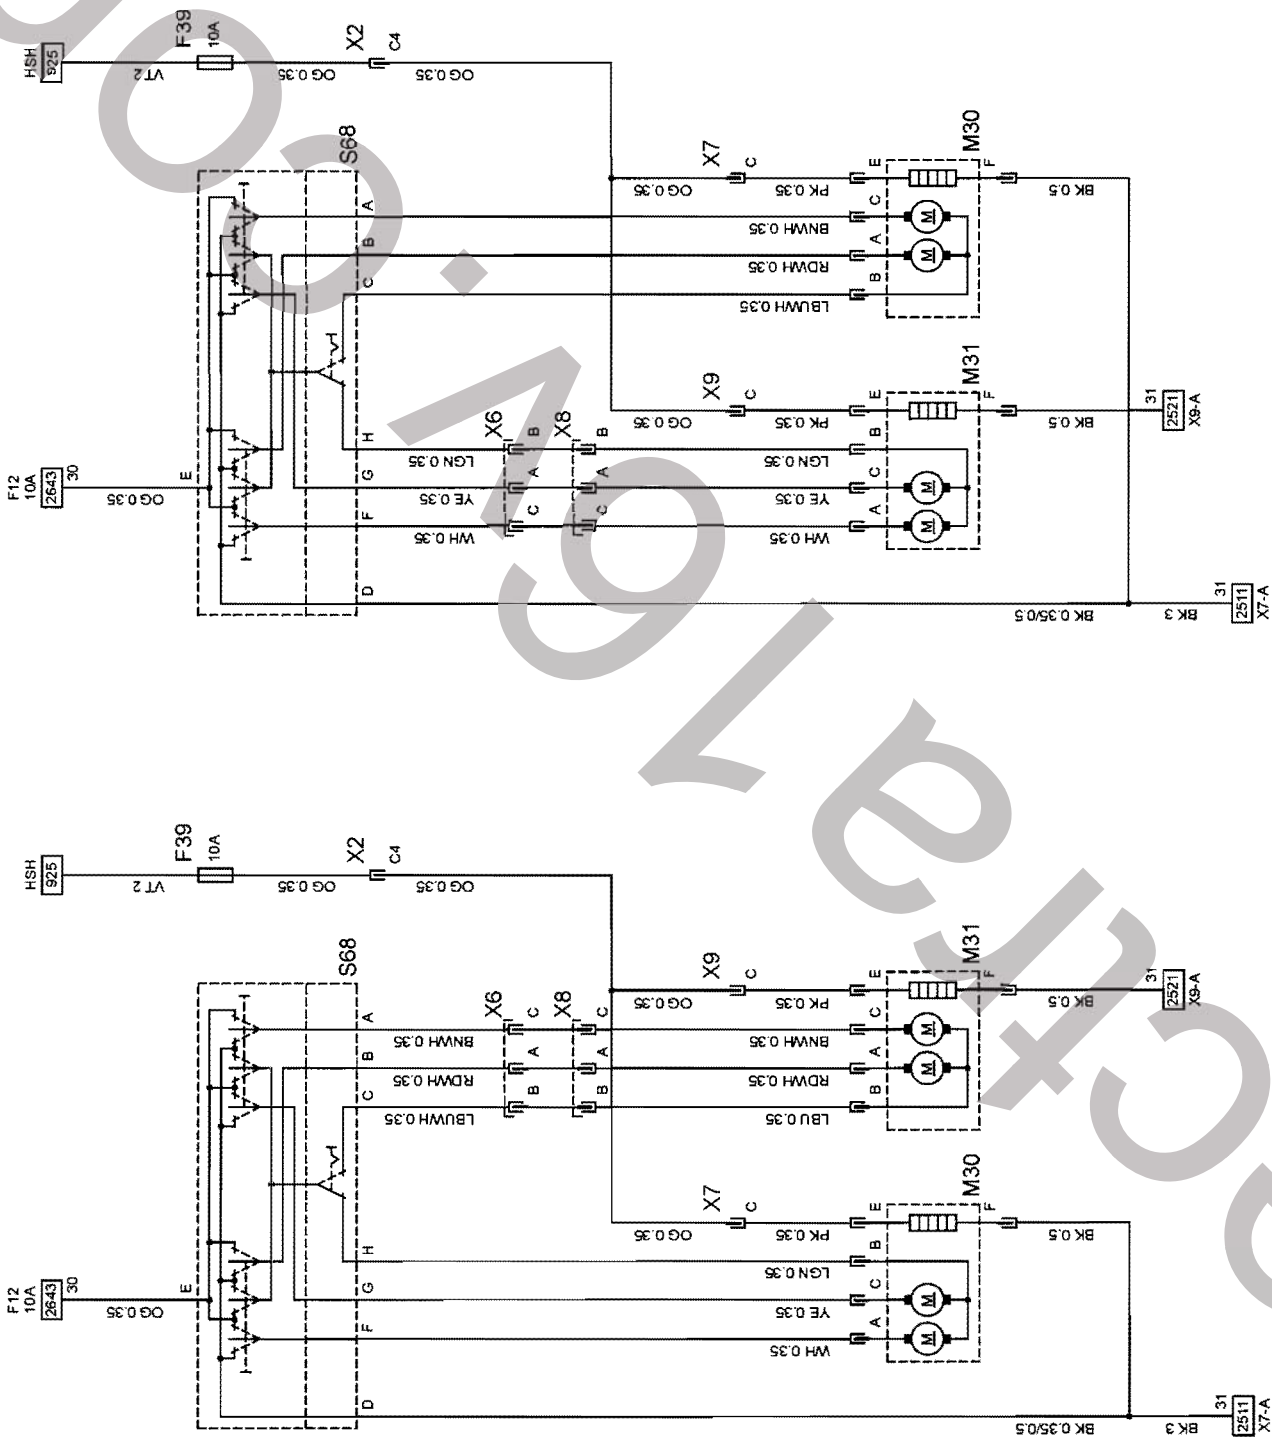 F39
10A
X2
C4
HSH
925
VT 2
OG 0.35
OG 0.35
S68
X7
C
E
M30
F
OG 0.35
PK 0.35
BK 0.5
A
C
BNWH 0.35
B
A
RDWH 0.35
C
B
LBUWH 0.35
X9
C
E
M31
F
OG 0.35
PK 0.35
BK 0.5
31
2521
X9-A
X6
X8
H
B
B
B
LGN 0.35
LGN 0.35
F12
10A
2643
30
OG 0.35
E
G
A
A
C
YE 0.35
YE 0.35
F
C
C
A
WH 0.35
WH 0.35
D
BK 0.35/0.5
BK 3
31
2511
X7-A
F39
10A
X2
C4
HSH
925
VT 2
OG 0.35
OG 0.35
S68
X9
C
E
M31
F
OG 0.35
PK 0.35
BK 0.5
31
2521
X9-A
X6
X8
A
C
C
C
BNWH 0.35
BNWH 0.35
B
A
A
A
RDWH 0.35
RDWH 0.35
C
B
B
B
LBUWH 0.35
LBU 0.35
X7
C
E
M30
F
OG 0.35
PK 0.35
BK 0.5
H
B
LGN 0.35
F12
10A
2643
30
OG 0.35
E
G
C
YE 0.35
F
A
WH 0.35
D
BK 0.35/0.5
BK 3
31
2511
X7-A
M
M
M
M
M
M
M
M